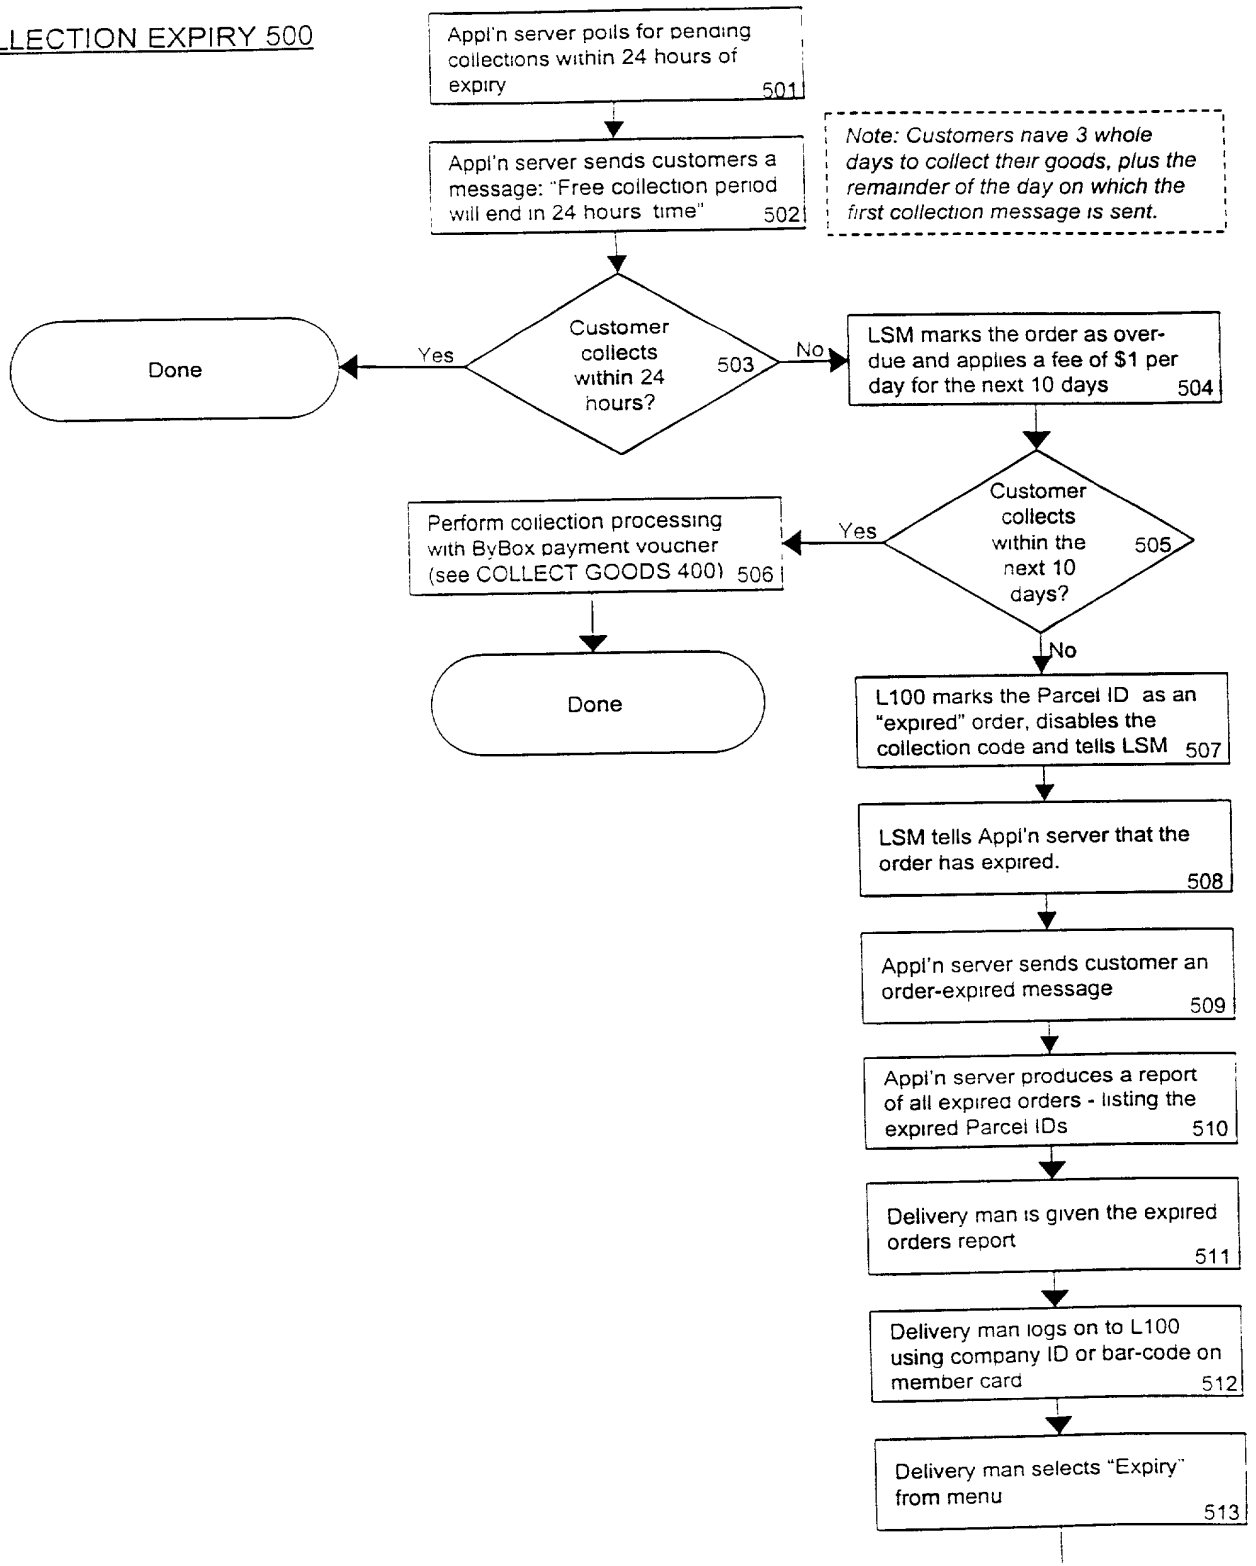 LLECTION EXPIRY 500
Appl'n server polls for pending
collections within 24 hours of
expiry
501
Appl'n server sends customers a
message: "Free collection period
will end in 24 hours time"
502
Note: Customers have 3 whole
days to collect their goods, plus the
remainder of the day on which the
first collection message is sent.
Customer
collects
within 24
hours?
503
Yes
No
Done
LSM marks the order as over-
due and applies a fee of $1 per
day for the next 10 days
504
Customer
collects
within the
next 10
days?
505
Yes
No
Perform collection processing
with ByBox payment voucher
(see COLLECT GOODS 400)
506
Done
L100 marks the Parcel ID as an
"expired" order, disables the
collection code and tells LSM
507
LSM tells Appl'n server that the
order has expired.
508
Appl'n server sends customer an
order-expired message
509
Appl'n server produces a report
of all expired orders - listing the
expired Parcel IDs
510
Delivery man is given the expired
orders report
511
Delivery man logs on to L100
using company ID or bar-code on
member card
512
Delivery man selects "Expiry"
from menu
513